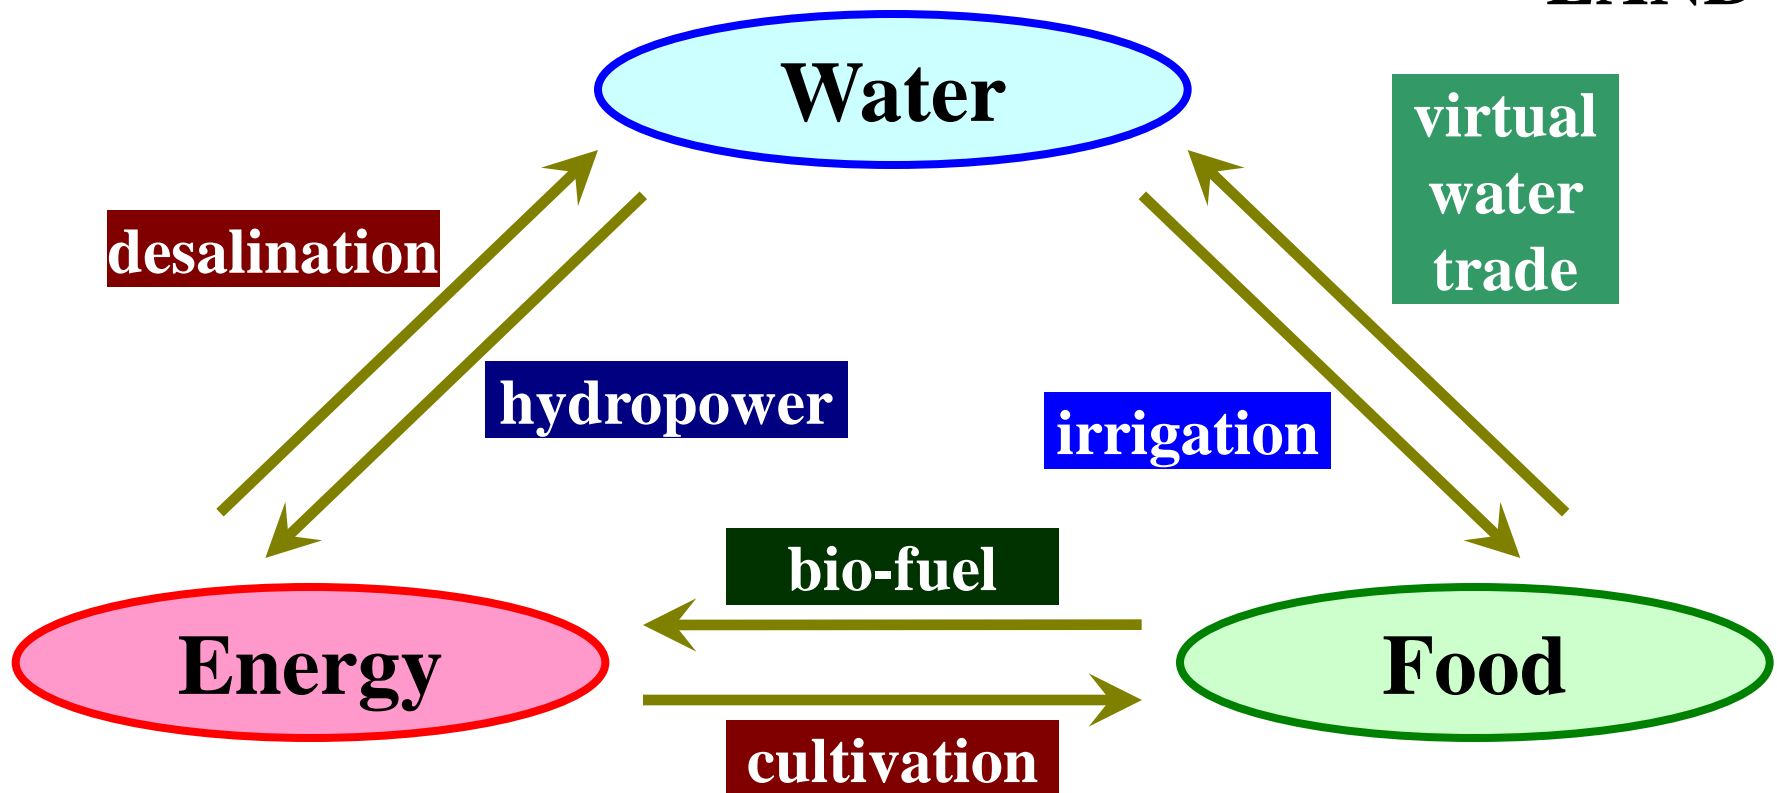 Water
virtual
water
trade
desalination
hydropower
irrigation
bio-fuel
Energy
Food
cultivation